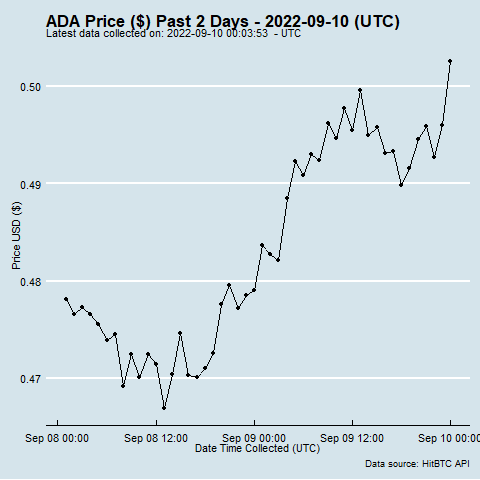 ADA Price ($) Past 2 Days - 2022-09-10 (UTC)
Latest data collected on: 2022-09-10 00:03:53  - UTC
0.50
0.49
0.48
0.47
Price USD ($)
Sep 08 00:00 Sep 08 12:00 Sep 09 00:00 Sep 09 12:00 Sep 10 00:00
Date Time Collected (UTC)
Data source: HitBTC API